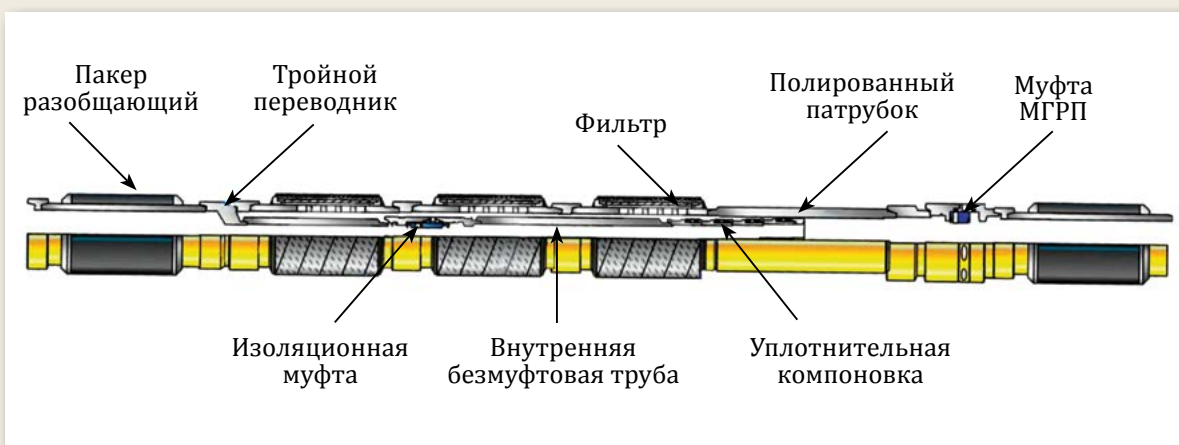 Пакер
разобщающий
Тройной
переводник
Фильтр
Полированный
патрубок
Муфта
МГРП
Изоляционная
муфта
Внутренняя
безмуфтовая труба
Уплотнительная
компоновка